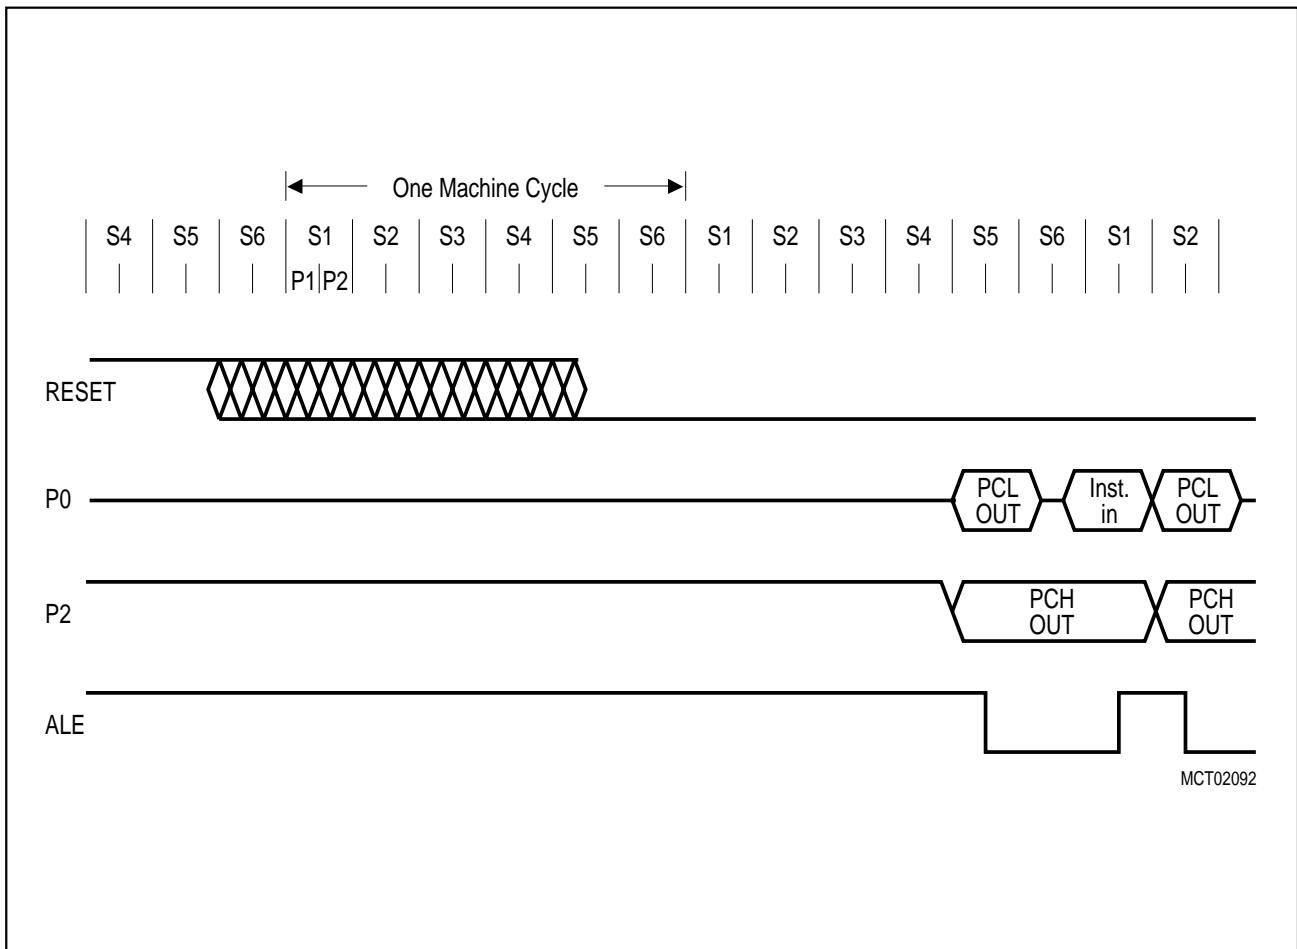 One Machine Cycle
S4 S5 S6 S1 S2 S3 S4 S5 S6 S1 S2 S3 S4 S5 S6 S1 S2
P1 P2
RESET
P0
PCL OUT
Inst. in
PCL OUT
P2
PCH OUT
PCH OUT
ALE
MCT02092